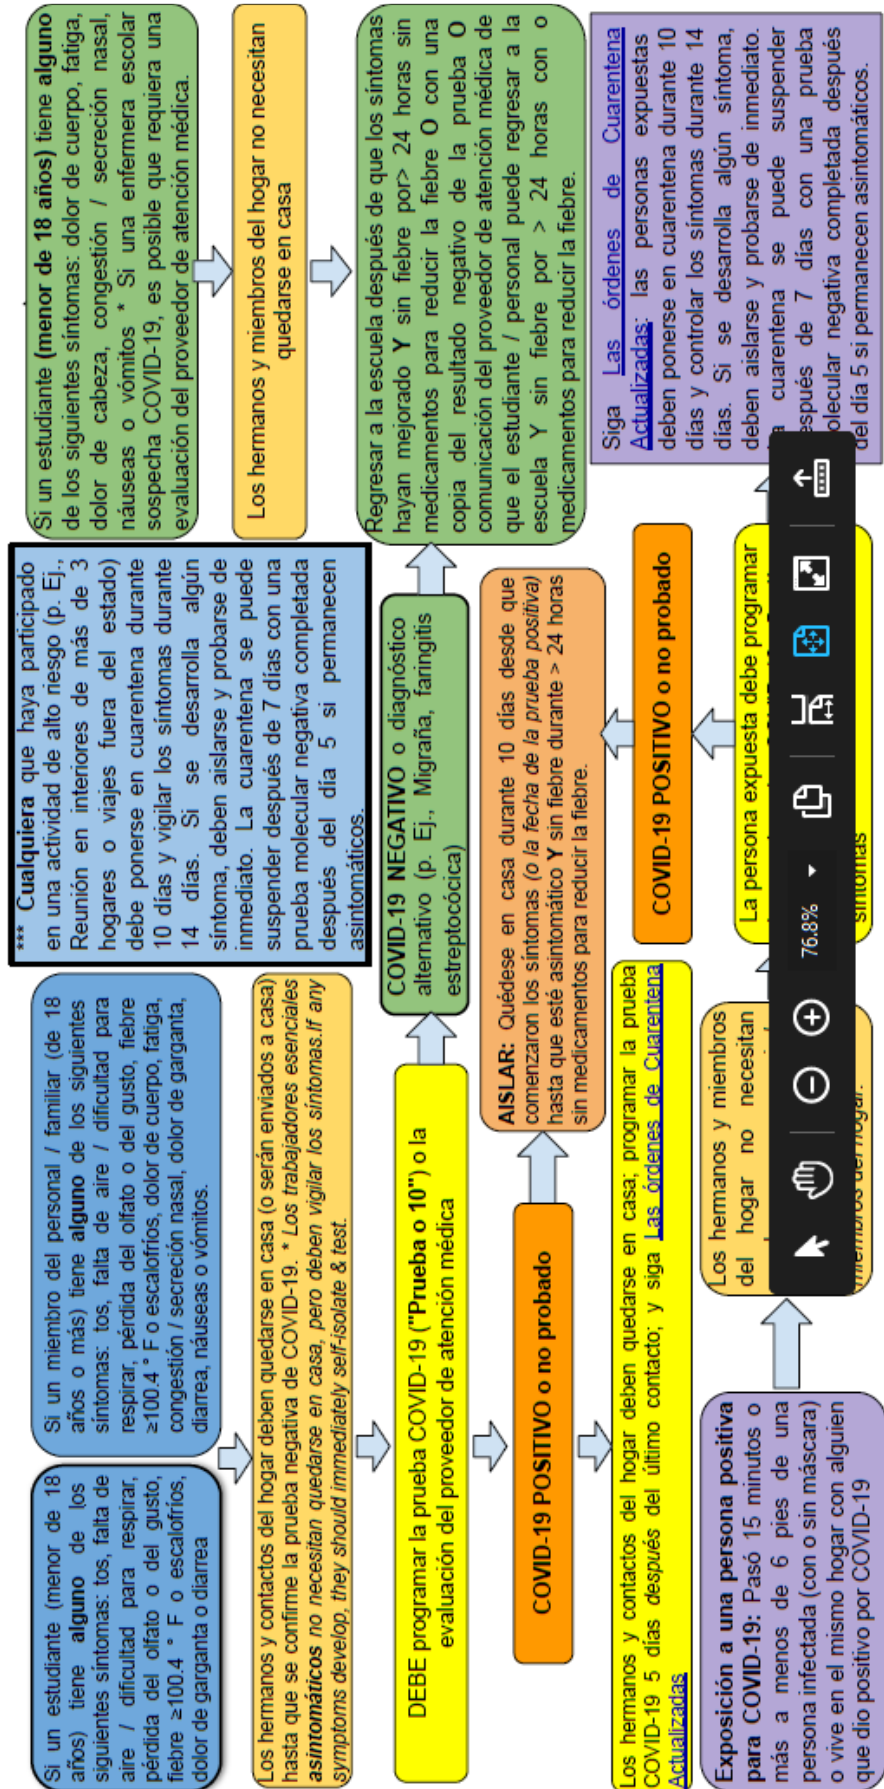 Si un estudiante (menor de 18
años) tiene alguno de los
siguientes síntomas: tos, falta de
aire / dificultad para respirar,
pérdida del olfato o del gusto,
fiebre ≥100.4 ° F o escalofríos,
dolor de garganta o diarrea
Si un miembro del personal / familiar (de 18
años o más) tiene alguno de los siguientes
síntomas: tos, falta de aire / dificultad para
respirar, pérdida del olfato o del gusto, fiebre
≥100.4 ° F o escalofríos, dolor de cuerpo, fatiga,
congestión / secreción nasal, dolor de garganta,
diarrea, náuseas o vómitos.
*** Cualquiera que haya participado
en una actividad de alto riesgo (p. Ej.,
Reunión en interiores de más de 3
hogares o viajes fuera del estado)
debe ponerse en cuarentena durante
10 días y vigilar los síntomas durante
14 días. Si se desarrolla algún
síntoma, deben aislarse y probarse de
inmediato. La cuarentena se puede
suspender después de 7 días con una
prueba molecular negativa completada
después del día 5 si permanecen
asintomáticos.
Si un estudiante (menor de 18 años) tiene alguno
de los siguientes síntomas: dolor de cuerpo, fatiga,
dolor de cabeza, congestión / secreción nasal,
náuseas o vómitos * Si una enfermera escolar
sospecha COVID-19, es posible que requiera una
evaluación del proveedor de atención médica.
Los hermanos y miembros del hogar no necesitan
quedarse en casa
Los hermanos y contactos del hogar deben quedarse en casa (o serán enviados a casa)
hasta que se confirme la prueba negativa de COVID-19. * Los trabajadores esenciales
asintomáticos no necesitan quedarse en casa, pero deben vigilar los síntomas.if any
symptoms develop, they should immediately self-isolate & test.
DEBE programar la prueba COVID-19 ("Prueba o 10") o la
evaluación del proveedor de atención médica
COVID-19 NEGATIVO o diagnóstico
alternativo (p. Ej., Migraña, faringitis
estreptocócica)
Regresar a la escuela después de que los síntomas
hayan mejorado Y sin fiebre por> 24 horas sin
medicamentos para reducir la fiebre O con una
copia del resultado negativo de la prueba O
comunicación del proveedor de atención médica de
que el estudiante / personal puede regresar a la
escuela Y sin fiebre por > 24 horas con o
medicamentos para reducir la fiebre.
COVID-19 POSITIVO o no probado
AISLAR: Quédese en casa durante 10 días desde que
comenzaron los síntomas (o la fecha de la prueba positiva)
hasta que esté asintomático Y sin fiebre durante > 24 horas
sin medicamentos para reducir la fiebre.
Los hermanos y contactos del hogar deben quedarse en casa; programar la prueba
COVID-19 5 días después del último contacto; y siga Las órdenes de Cuarentena
Actualizadas
COVID-19 POSITIVO o no probado
Exposición a una persona positiva
para COVID-19: Pasó 15 minutos o
más a menos de 6 pies de una
persona infectada (con o sin máscara)
o vive en el mismo hogar con alguien
que dio positivo por COVID-19
Los hermanos y miembros
del hogar no necesitan
miembros del hogar.
La persona expuesta debe programar
síntomas
Siga Las órdenes de Cuarentena
Actualizadas: las personas expuestas
deben ponerse en cuarentena durante 10
días y controlar los síntomas durante 14
días. Si se desarrolla algún síntoma,
deben aislarse y probarse de inmediato.
cuarentena se puede suspender
después de 7 días con una prueba
molecular negativa completada después
del día 5 si permanecen asintomáticos.
76.8%